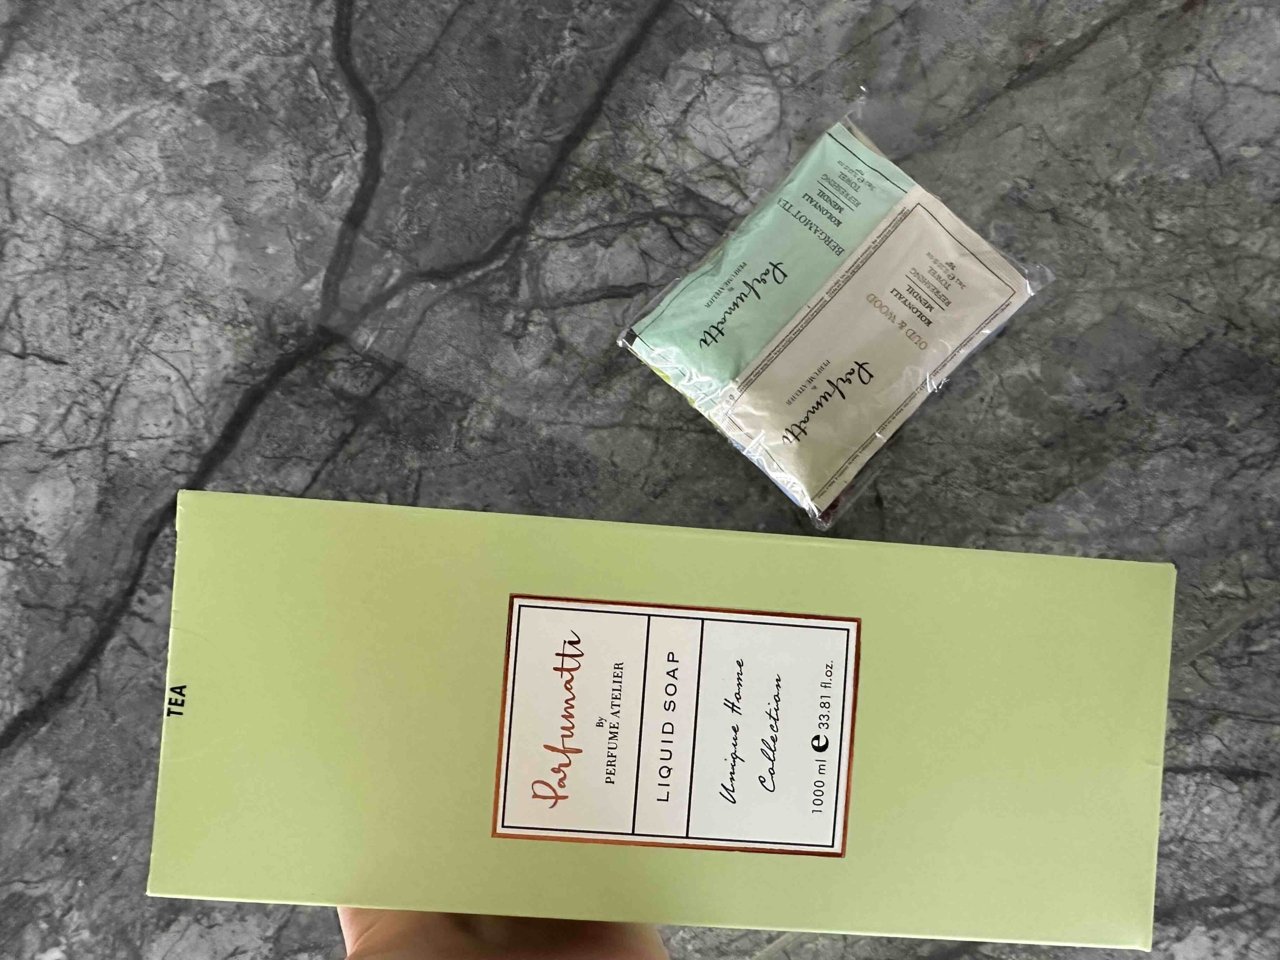 TEA
Parfumatti
By
PERFUME ATELIER
LIQUID SOAP
Unique Home
Collection
1000 ml e 33.81 fl.oz.
Parfumatti
PERFUME ATELIER
BERGAMOT TE
KOLONYALI
MENDİL
REFRESHING
TOWEL
Parfumatti
PERFUME ATELIER
OUD & WOOD
KOLONYALI
MENDİL
REFRESHING
TOWEL